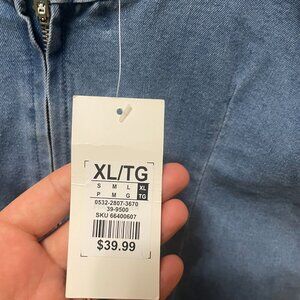 XL/TG
S M L XL
P M G TG
0532-2807-3670
39-9500
SKU 66400607
$39.99